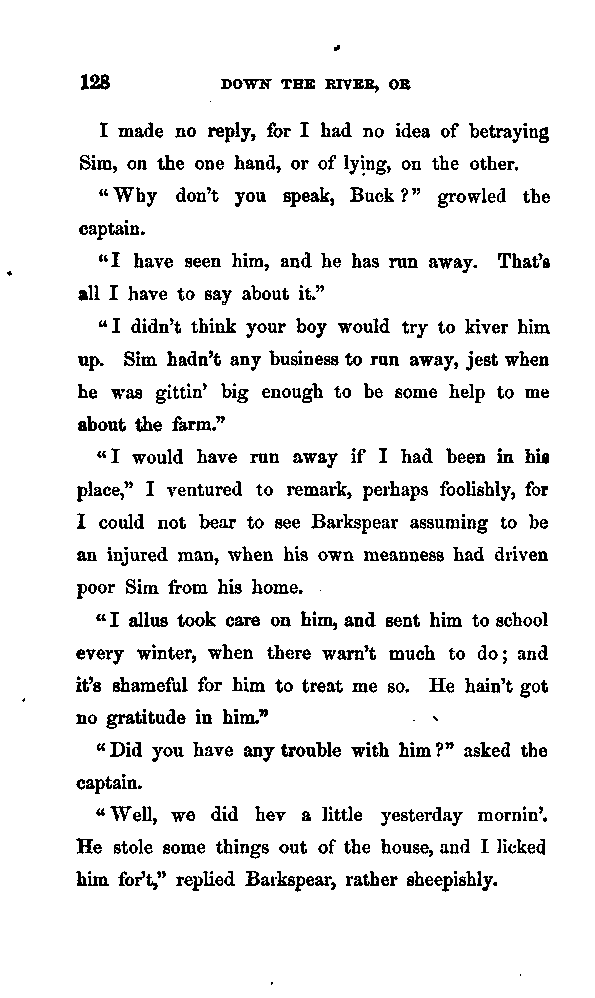 128 DOWN THE RIVER, OR
I made no reply, for I had no idea of betraying
Sim, on the one hand, or of lying, on the other.
"Why don't you speak, Buck?" growled the
captain.
"I have seen him, and he has run away. That's
all I have to say about it."
"I didn't think your boy would try to kiver him
up. Sim hadn't any business to run away, jest when
he was gittin' big enough to be some help to me
about the farm."
"I would have run away if I had been in his
place," I ventured to remark, perhaps foolishly, for
I could not bear to see Barkspear assuming to be
an injured man, when his own meanness had driven
poor Sim from his home.
"I allus took care on him, and sent him to school
every winter, when there warn't much to do; and
it's shameful for him to treat me so. He hain't got
no gratitude in him."
"Did you have any trouble with him?" asked the
captain.
"Well, we did hev a little yesterday mornin'.
He stole some things out of the house, and I licked
him for't," replied Barkspear, rather sheepishly.